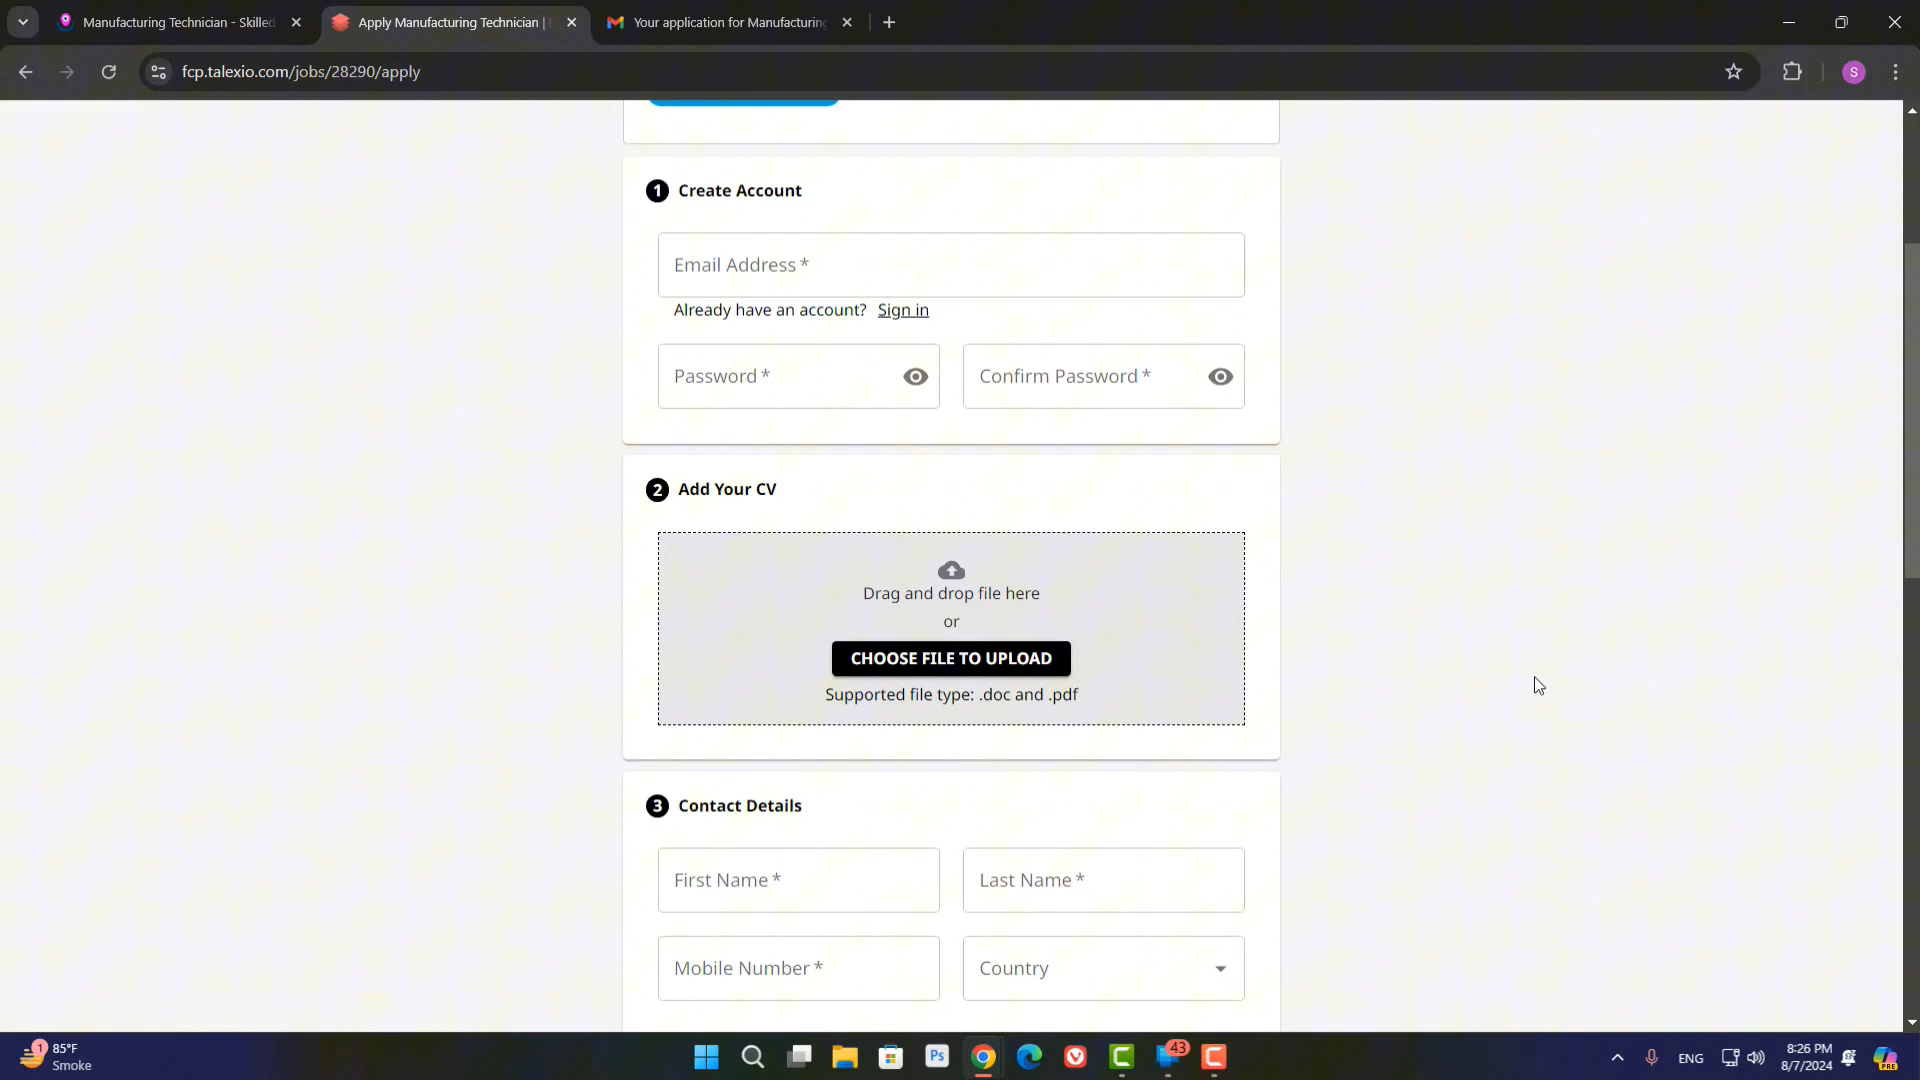 Manufacturing Technician - Skilled
Apply Manufacturing Technician |
Your application for Manufacturing
fcp.talexio.com/jobs/28290/apply
S
1 Create Account
Email Address *
Already have an account? Sign in
Password *
Confirm Password *
2 Add Your CV
Drag and drop file here
or
CHOOSE FILE TO UPLOAD
Supported file type: .doc and .pdf
3 Contact Details
First Name *
Last Name *
Mobile Number *
Country
1
85°F
Smoke
Ps
43
ENG
8:26 PM
8/7/2024
PRE